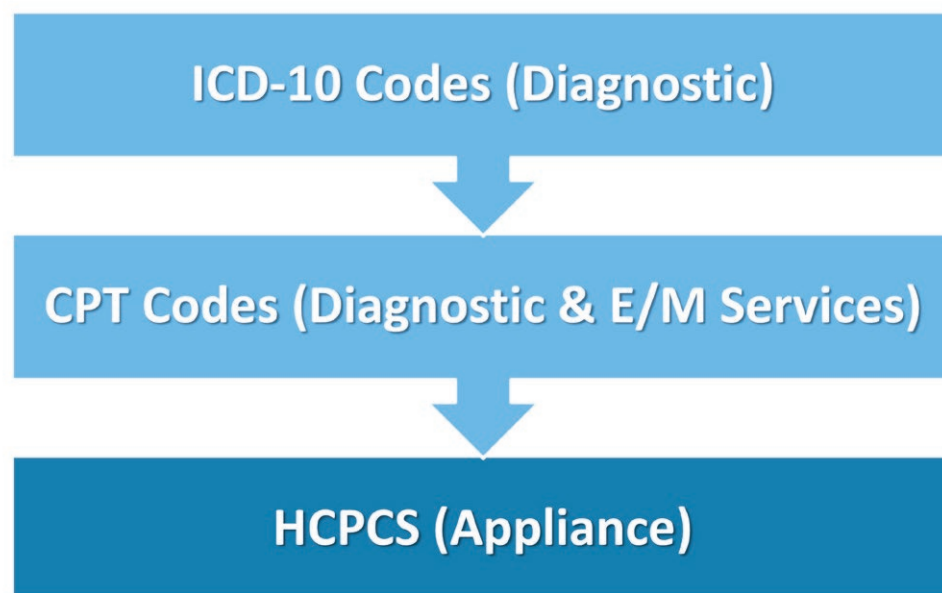 ICD-10 Codes (Diagnostic)
CPT Codes (Diagnostic & E/M Services)
HCPCS (Appliance)